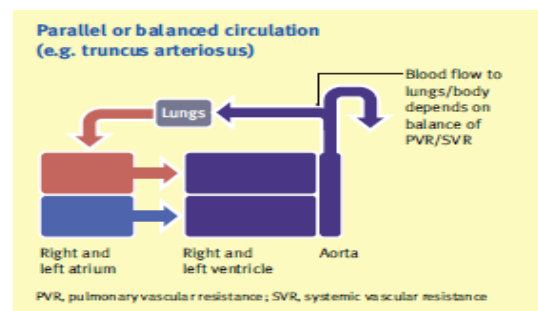 Parallel or balanced circulation
(e.g. truncus arteriosus)
Blood flow to
lungs/body
depends on
balance of
PVR/SVR
Lungs
Right and
left atrium
Right and
left ventricle
Aorta
PVR, pulmonary vascular resistance; SVR, systemic vascular resistance